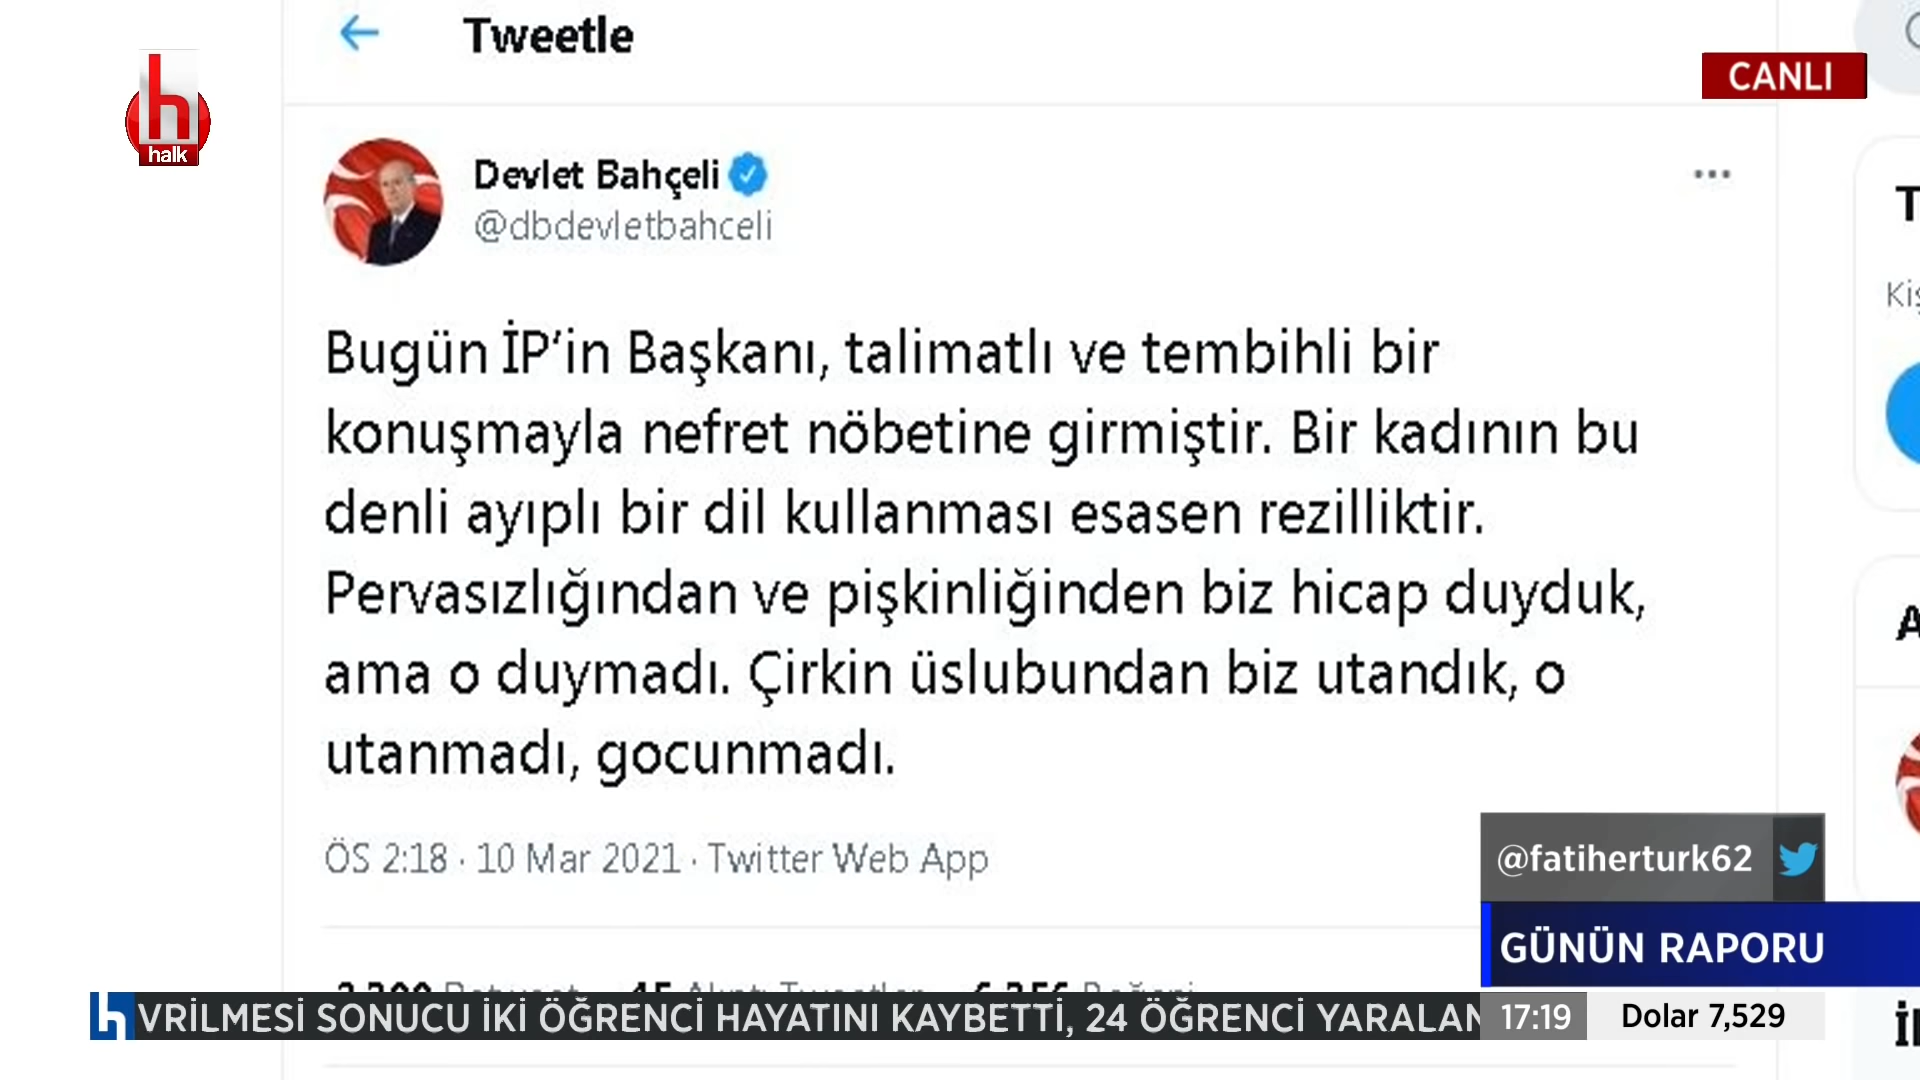 Tweetle
CANLI
halk
Devlet Bahçeli
@dbdevletbahceli
Bugün İP'in Başkanı, talimatlı ve tembihli bir
konuşmayla nefret nöbetine girmiştir. Bir kadının bu
denli ayıplı bir dil kullanması esasen rezilliktir.
Pervasızlığından ve pişkinliğinden biz hicap duyduk,
ama o duymadı. Çirkin üslubundan biz utandık, o
utanmadı, gocunmadı.
ÖS 2:18 · 10 Mar 2021 · Twitter Web App
@fatiherturk62
GÜNÜN RAPORU
VRİLMESİ SONUCU İKİ ÖĞRENCİ HAYATINI KAYBETTİ, 24 ÖĞRENCİ YARALAN
17:19
Dolar 7,529